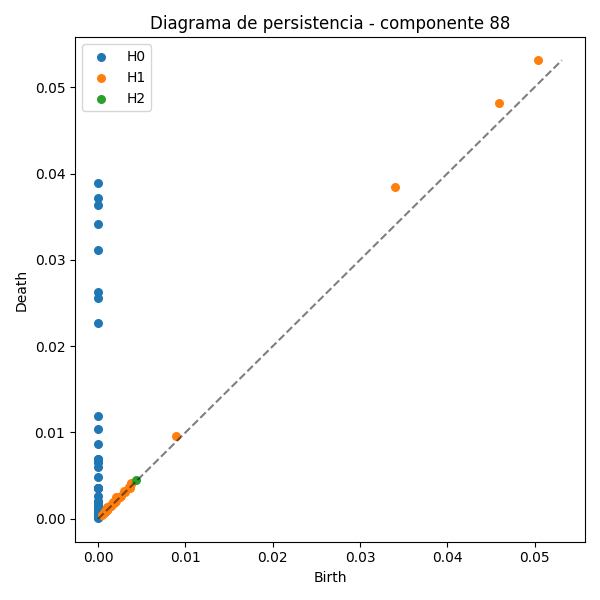 Diagrama de persistencia - componente 88
H0
H1
H2
Death
0.05
0.04
0.03
0.02
0.01
0.00
0.00 0.01 0.02 0.03 0.04 0.05
Birth